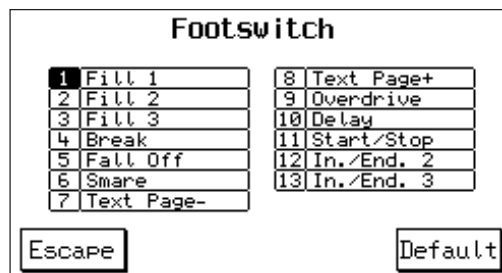 Footswitch
1 Fill 1
2 Fill 2
3 Fill 3
4 Break
5 Fall Off
6 Smare
7 Text Page-
8 Text Page+
9 Overdrive
10 Delay
11 Start/Stop
12 In./End. 2
13 In./End. 3
Escape
Default